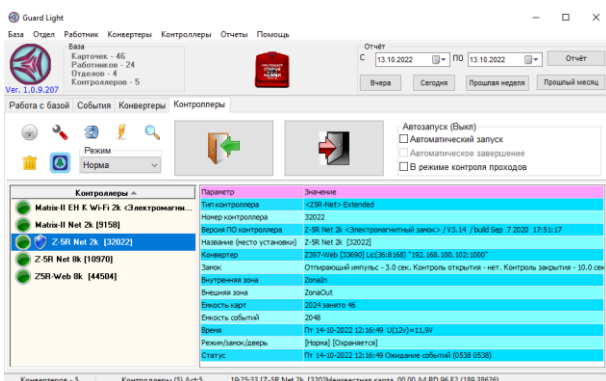 Guard Light
База Отдел Работник Конвертеры Контроллеры Отчеты Помощь
База
Карточек - 46
Работников - 24
Отделов - 4
Контроллеров - 5
Ver. 1.0.9.207
Отчёт
С 13.10.2022 ПО 13.10.2022 Отчёт
Вчера Сегодня Прошлая неделя Прошлый месяц
Работа с базой События Конвертеры Контроллеры
Режим
Норма
Автозапуск (Выкл)
Автоматический запуск
Автоматическое завершение
В режиме контроля проходов
Контроллеры
Matrix-II EH K Wi-Fi 2k <Электромагни...
Matrix-II Net 2k [9158]
Z-5R Net 2k [32022]
Z-5R Net 8k [10970]
Z5R-Web 8k [44504]
Параметр Значение
Тип контроллера <Z5R-Net> Extended
Номер контроллера 32022
Версия ПО контроллера Z-5R Net 2k <Электромагнитный замок> / V3.14 / build Sep 7 2020 17:51:17
Название (место установки) Z-5R Net 2k [32022]
Конвертер Z397-Web [33690] Lic(36:8168) "192.168.100.102:1000"
Замок Отпирающий импульс - 3.0 сек. Контроль открытия - нет. Контроль закрытия - 10.0 сек
Внутренняя зона ZonaIn
Внешняя зона ZonaOut
Емкость карт 2024 занято 46
Емкость событий 2048
Время Пт 14-10-2022 12:16:49 U(12v)=11,9V
Режим/замок/дверь [Норма] [Охраняется]
Статус Пт 14-10-2022 12:16:49 Ожидание событий (0538 0538)
Конвертеров - 5 Контроллеры (5) Act:5